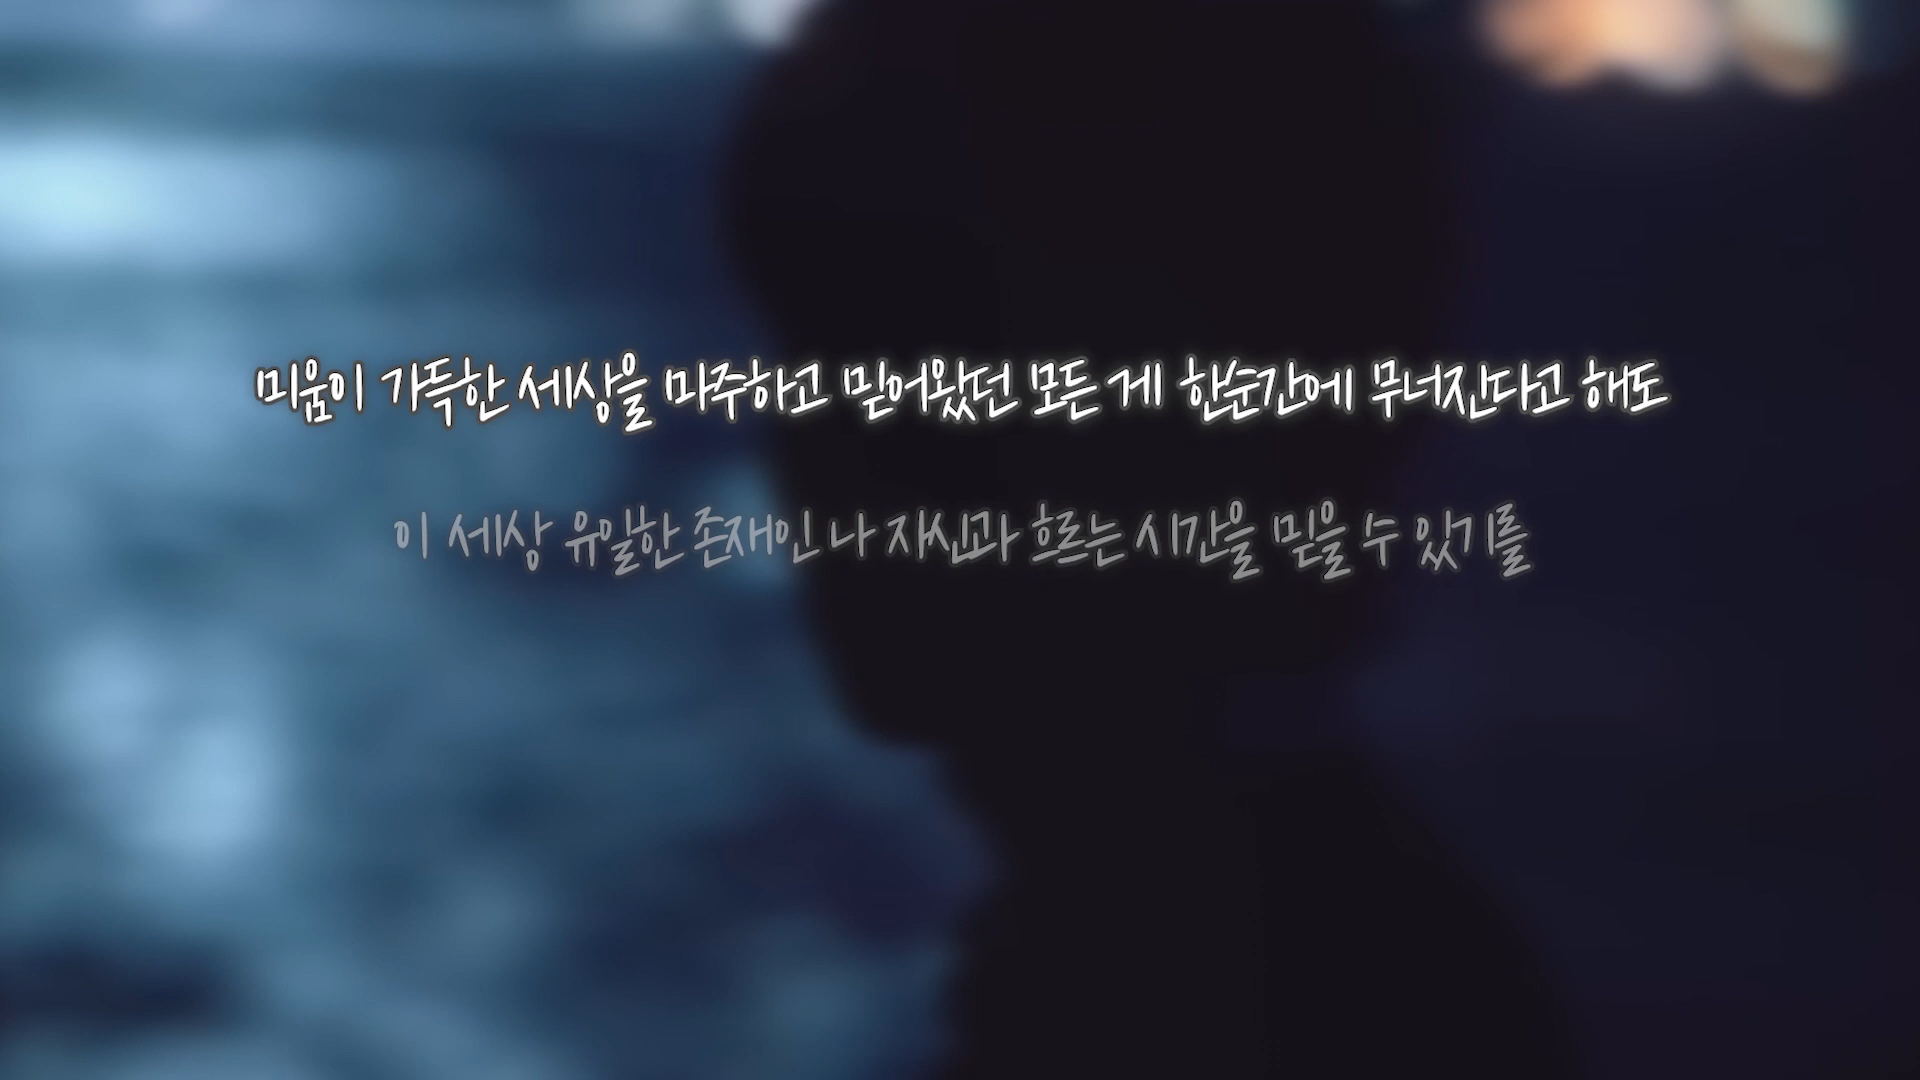 미움이 가득한 세상을 마주하고 믿어왔던 모든 게 한순간에 무너진다고 해도
이 세상 유일한 존재인 나 자신과 흐르는 시간을 믿을 수 있기를